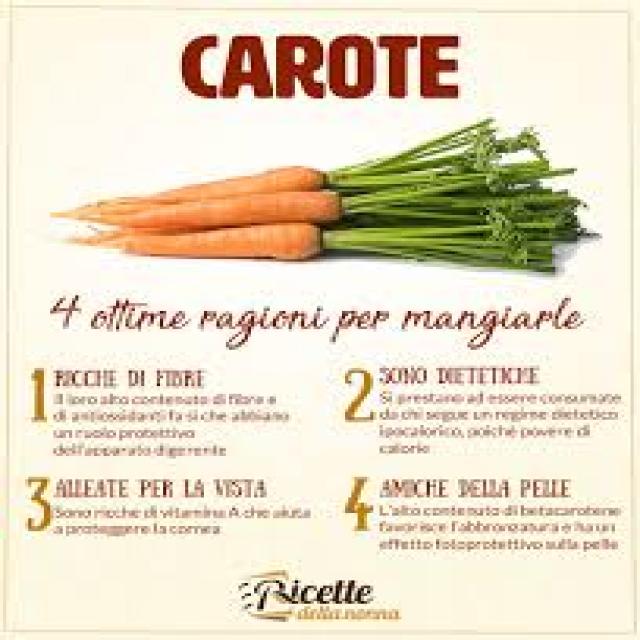 CAROTE
4 ottime ragioni per mangiarle
1 RICCHE DI FIBRE
Il loro alto contenuto di fibre e
di antiossidanti fa si che abbiano
un ruolo protettivo
dell'apparato digerente
2 SONO DIETETICHE
Si prestano ad essere consumate
da chi segue un regime dietetico
ipocalorico, poiché povere di
calorie
3 ALLEATE PER LA VISTA
Sono ricche di vitamina A che aiuta
a proteggere la cornea
4 AMICHE DELLA PELLE
L'alto contenuto di betacarotene
favorisce l'abbronzatura e ha un
effetto fotoprotettivo sulla pelle
Ricette
della nonna